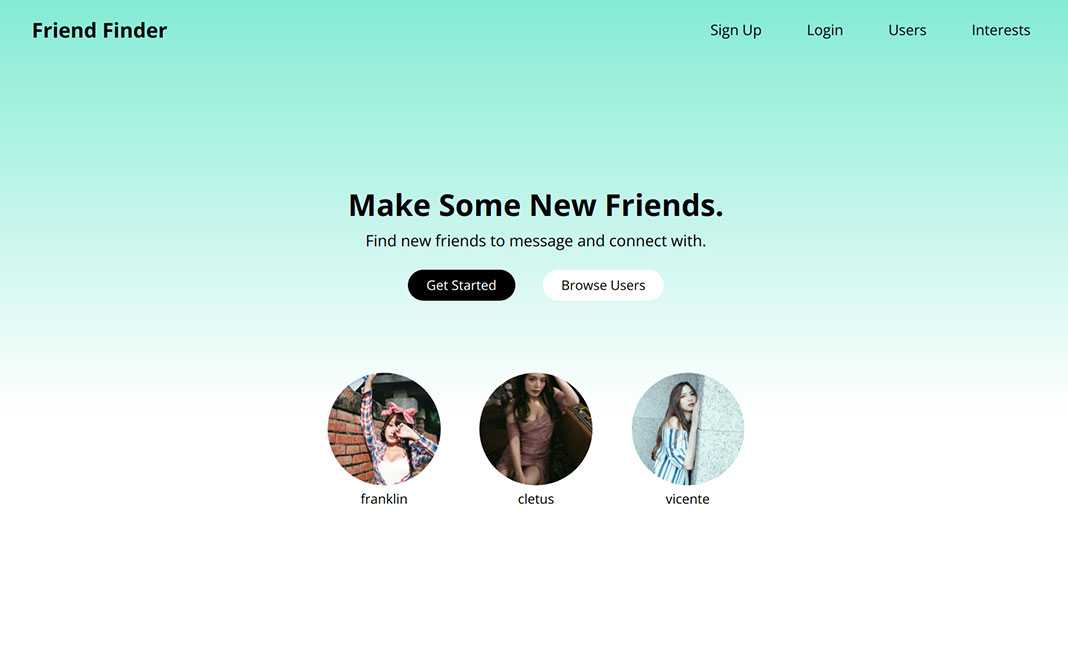 Friend Finder
Sign Up Login Users Interests
Make Some New Friends.
Find new friends to message and connect with.
Get Started Browse Users
franklin cletus vicente